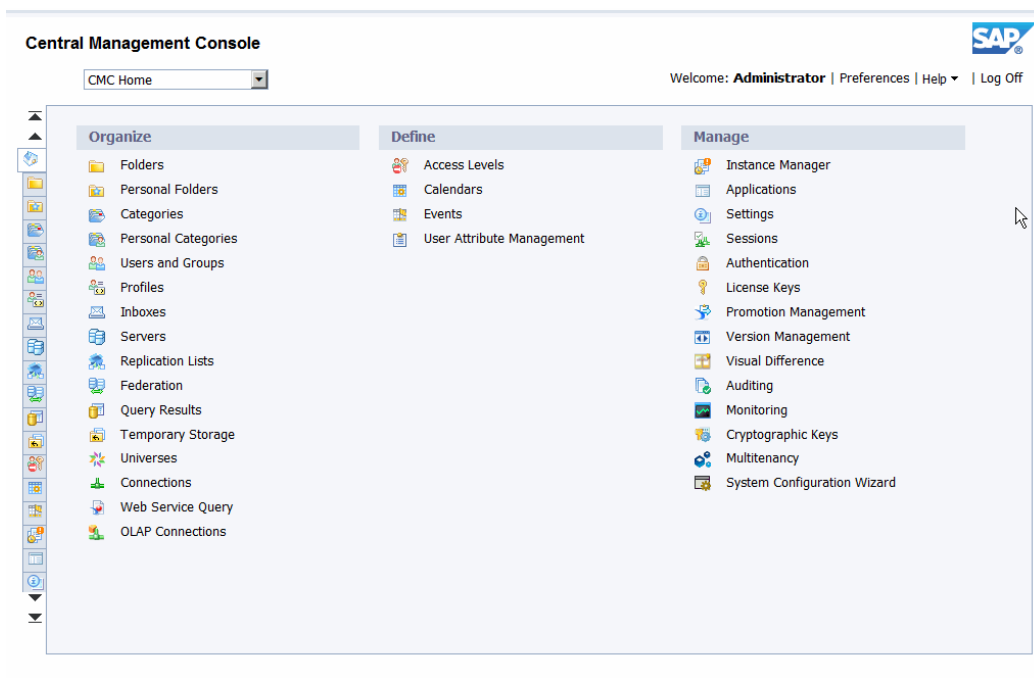 Central Management Console
SAP®
CMC Home
Welcome: Administrator | Preferences | Help | Log Off
Organize
Folders
Personal Folders
Categories
Personal Categories
Users and Groups
Profiles
Inboxes
Servers
Replication Lists
Federation
Query Results
Temporary Storage
Universes
Connections
Web Service Query
OLAP Connections
Define
Access Levels
Calendars
Events
User Attribute Management
Manage
Instance Manager
Applications
Settings
Sessions
Authentication
License Keys
Promotion Management
Version Management
Visual Difference
Auditing
Monitoring
Cryptographic Keys
Multitenancy
System Configuration Wizard